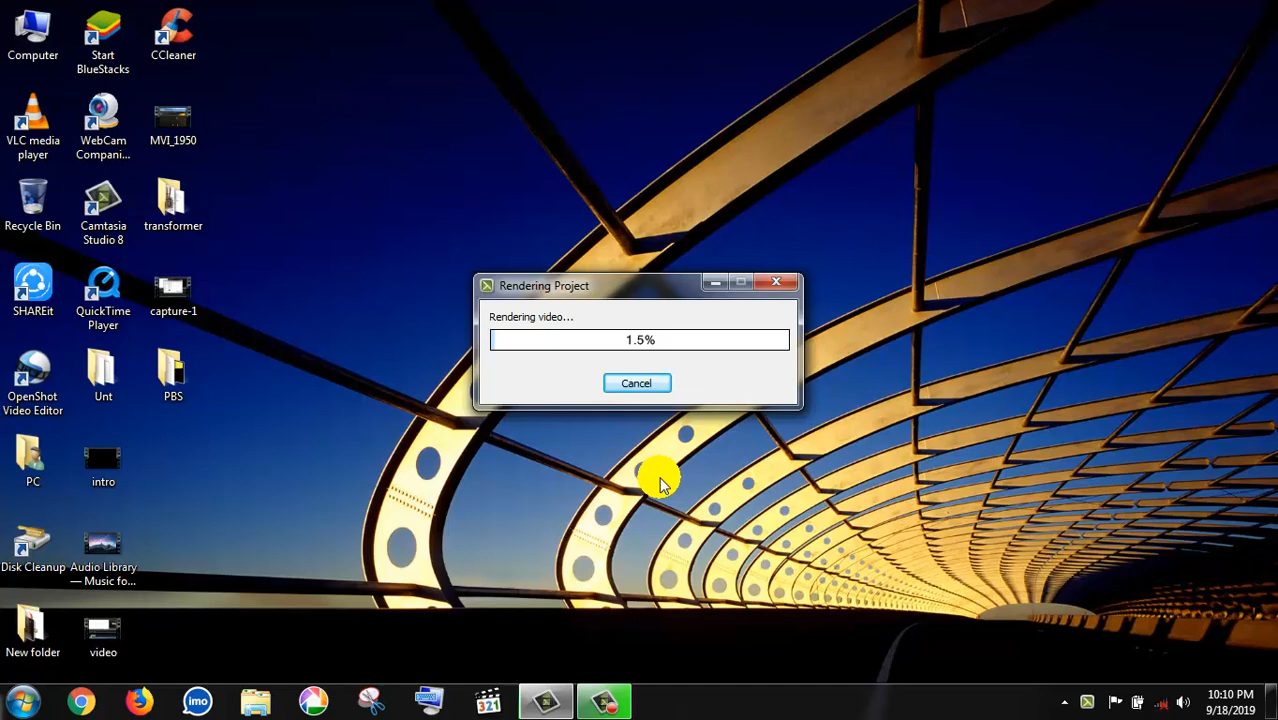 Computer
Start
BlueStacks
CCleaner
VLC media
player
WebCam
Compani...
MVI_1950
Recycle Bin
Camtasia
Studio 8
transformer
SHAREit
QuickTime
Player
capture-1
OpenShot
Video Editor
Unt
PBS
PC
intro
Disk Cleanup
Audio Library
— Music fo...
New folder
video
Rendering Project
Rendering video...
1.5%
Cancel
imo
321
10:10 PM
9/18/2019